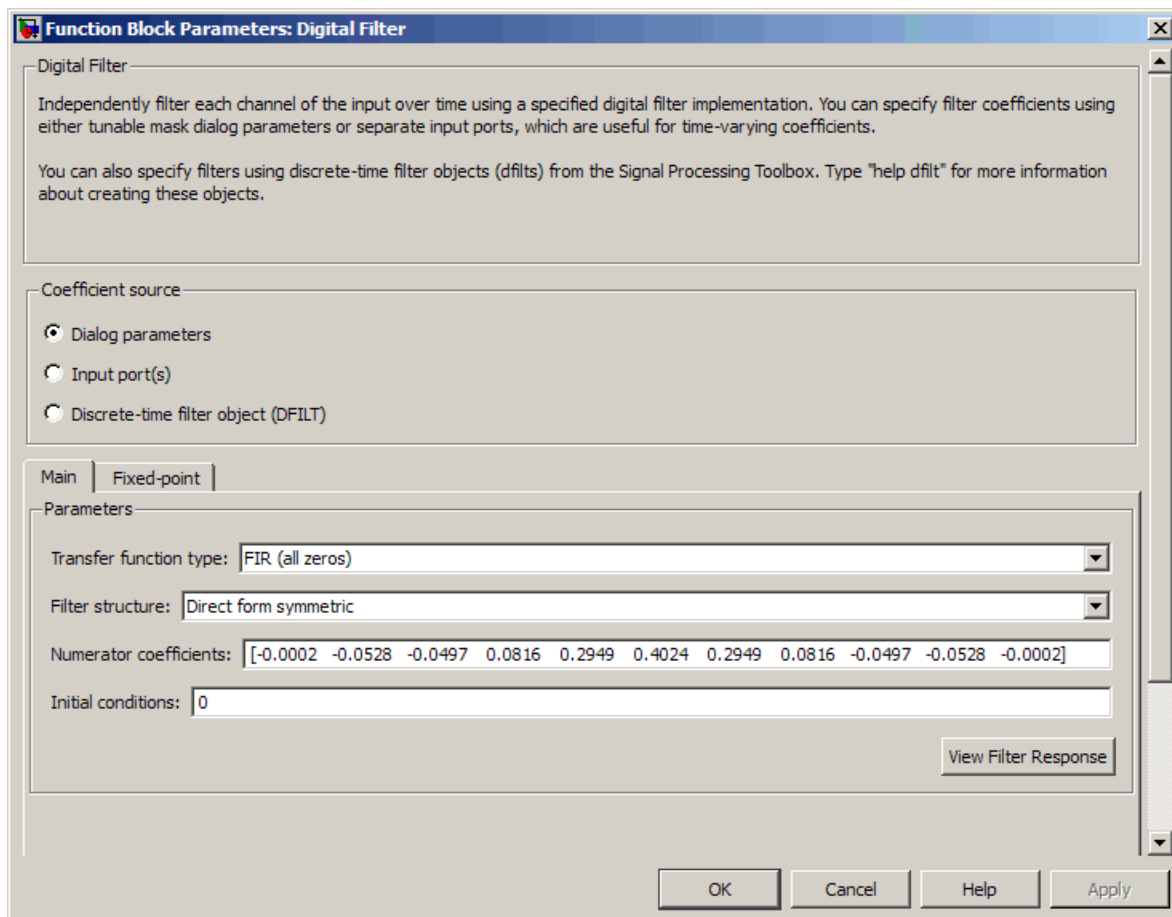 Function Block Parameters: Digital Filter
Digital Filter
Independently filter each channel of the input over time using a specified digital filter implementation. You can specify filter coefficients using
either tunable mask dialog parameters or separate input ports, which are useful for time-varying coefficients.
You can also specify filters using discrete-time filter objects (dfilts) from the Signal Processing Toolbox. Type "help dfilt" for more information
about creating these objects.
Coefficient source
Dialog parameters
Input port(s)
Discrete-time filter object (DFILT)
Main Fixed-point
Parameters
Transfer function type: FIR (all zeros)
Filter structure: Direct form symmetric
Numerator coefficients: [-0.0002 -0.0528 -0.0497 0.0816 0.2949 0.4024 0.2949 0.0816 -0.0497 -0.0528 -0.0002]
Initial conditions: 0
View Filter Response
OK Cancel Help Apply